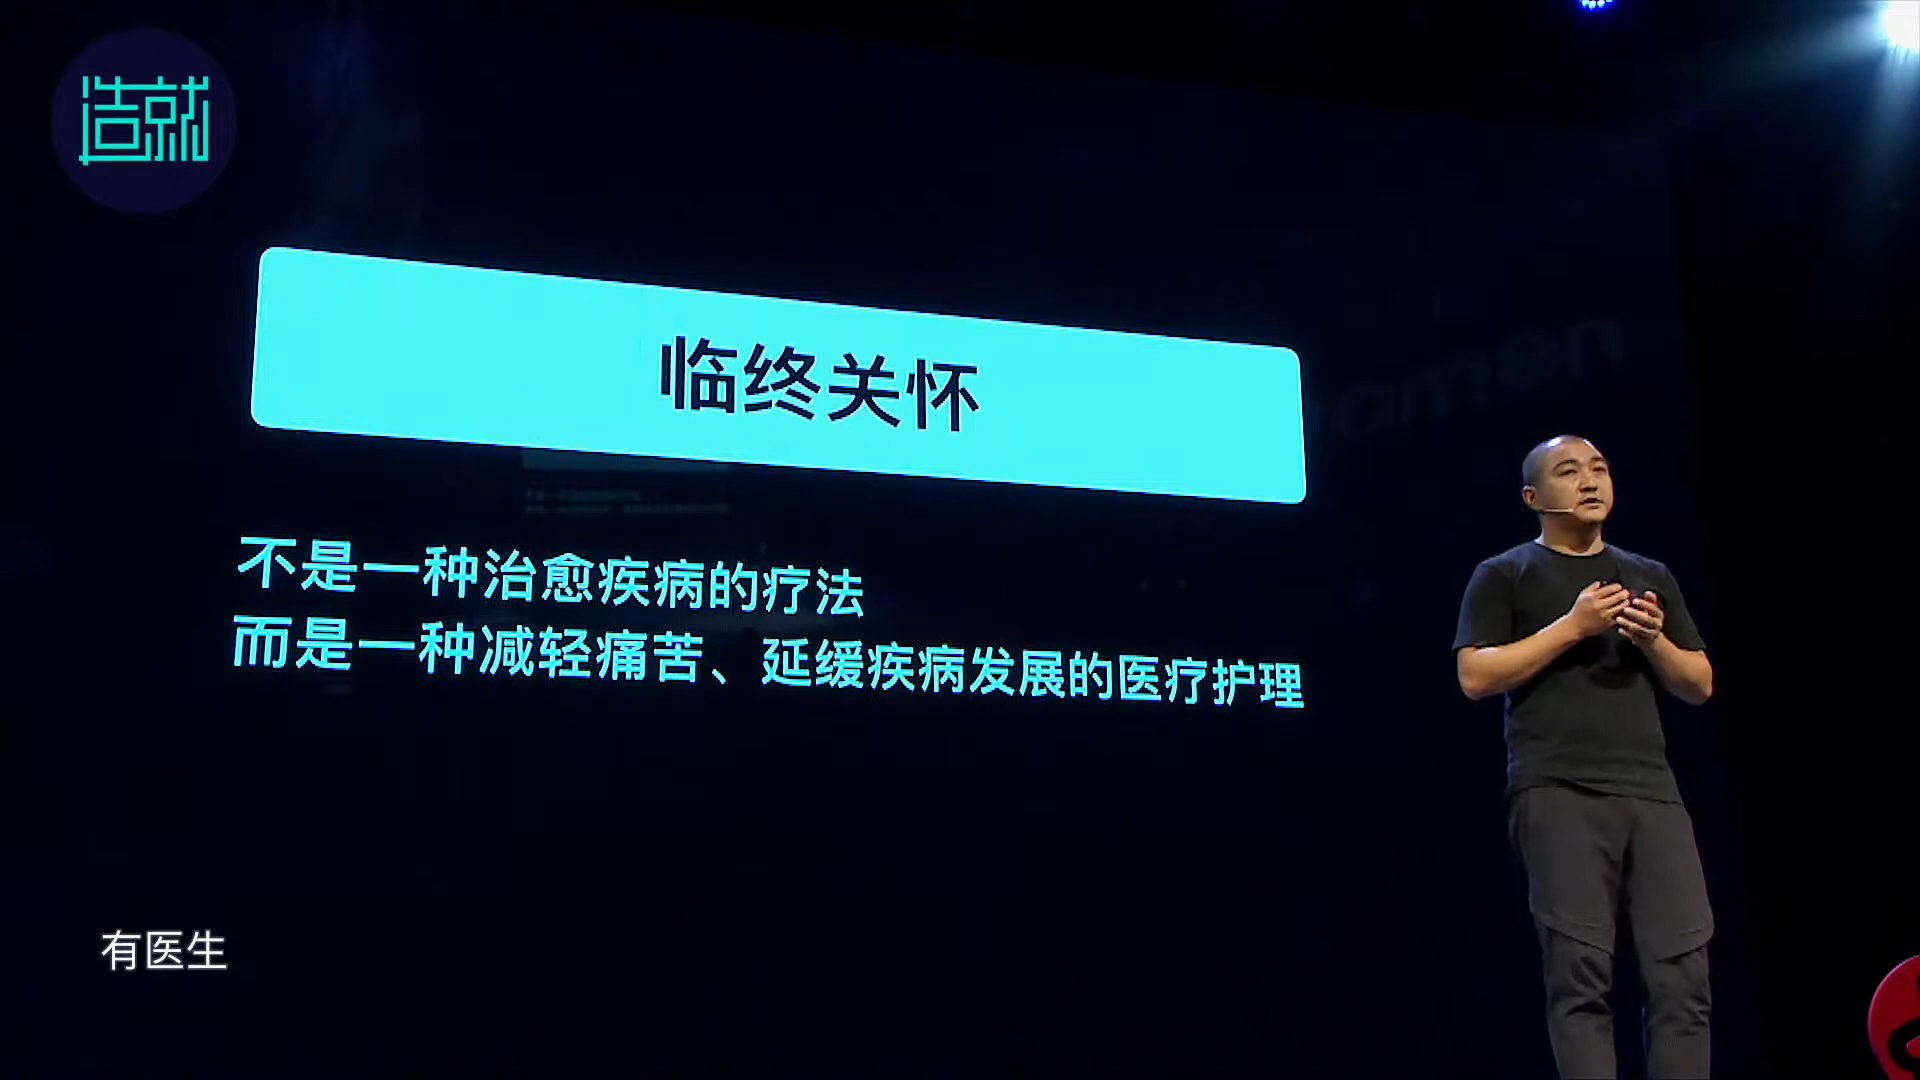 造就
临终关怀
不是一种治愈疾病的疗法
而是一种减轻痛苦、延缓疾病发展的医疗护理
有医生